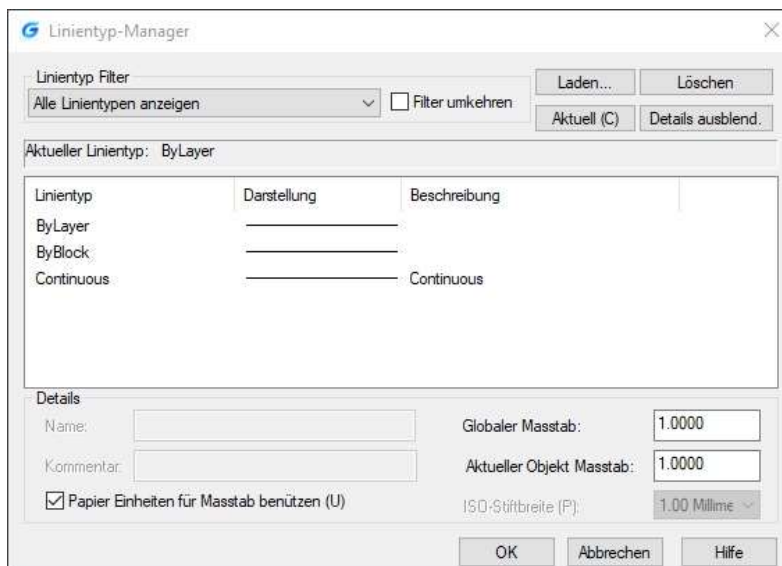 Linientyp-Manager
Linientyp Filter
Alle Linientypen anzeigen
Filter umkehren
Laden...
Löschen
Aktuell (C)
Details ausblend.
Aktueller Linientyp: ByLayer
Linientyp Darstellung Beschreibung
ByLayer
ByBlock
Continuous Continuous
Details
Name:
Globaler Masstab: 1.0000
Kommentar:
Aktueller Objekt Masstab: 1.0000
Papier Einheiten für Masstab benützen (U)
ISO-Stiftbreite (P): 1.00 Millime
OK Abbrechen Hilfe